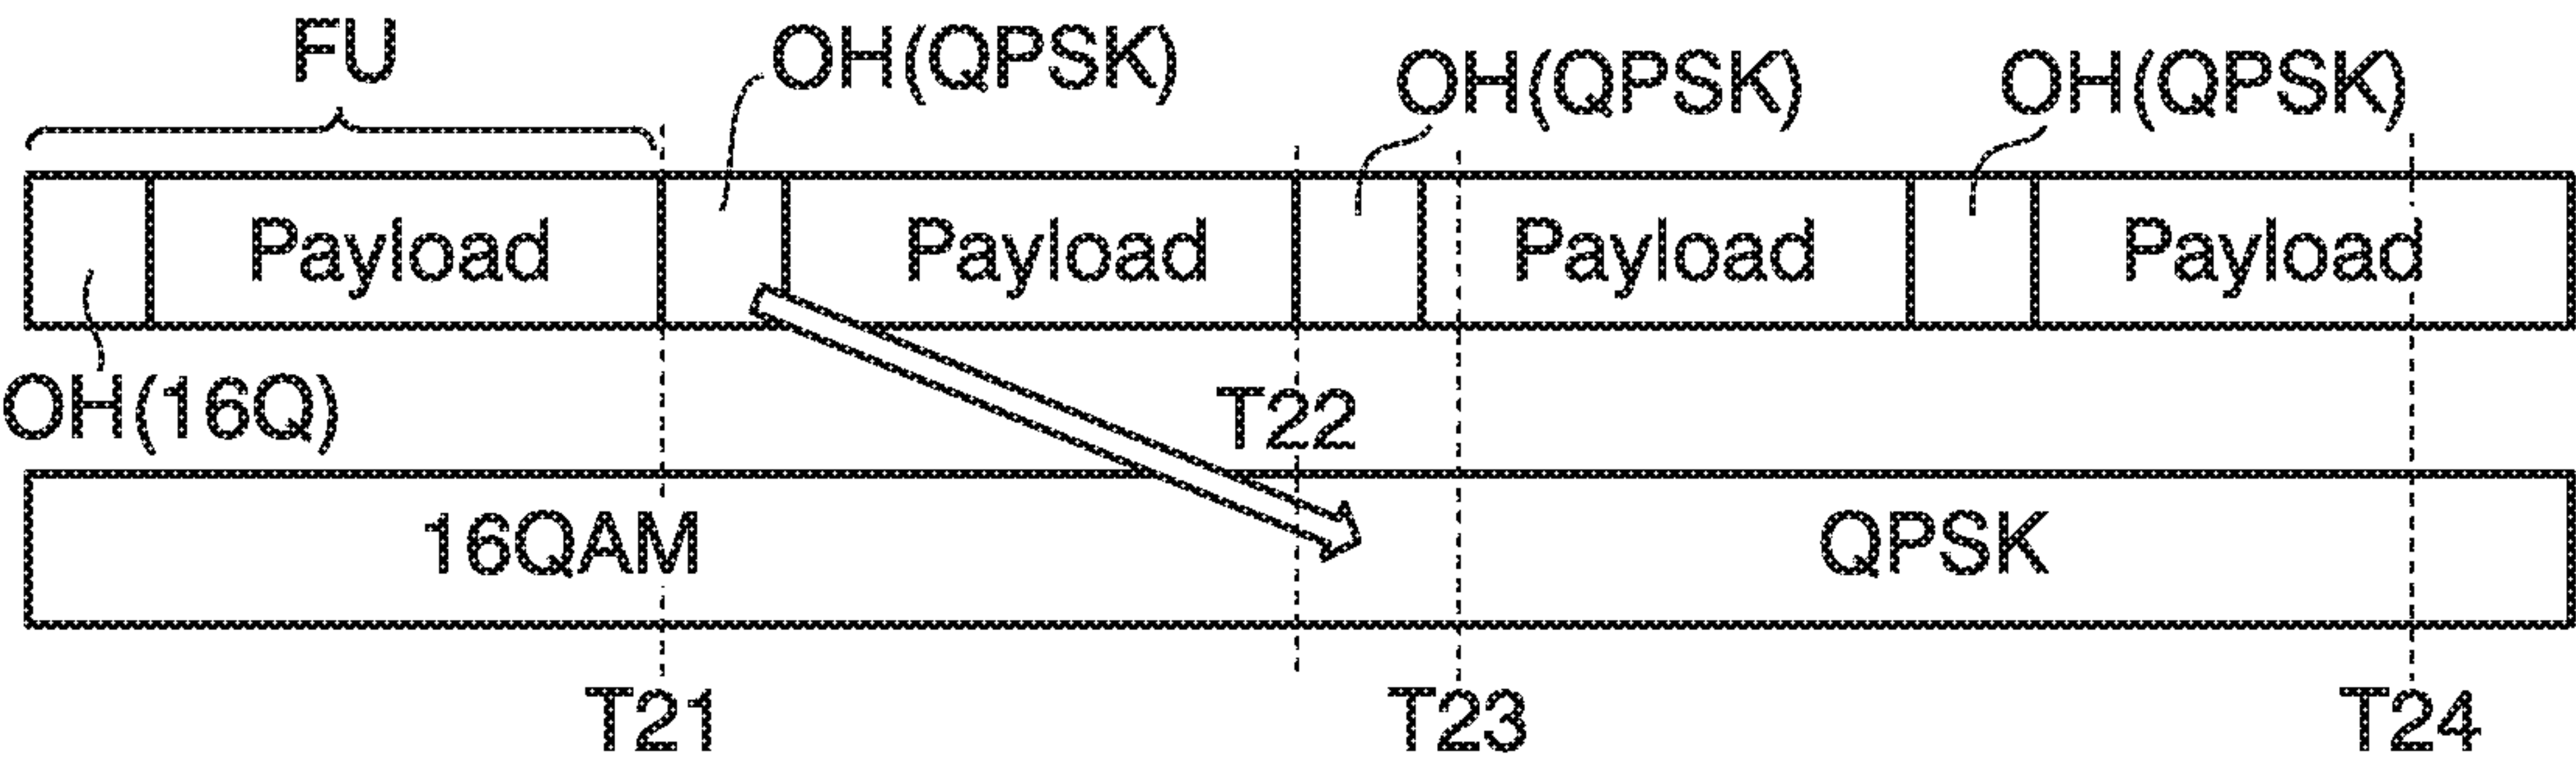 FU
OH(QPSK)
OH(QPSK)
OH(QPSK)
Payload
Payload
Payload
Payload
OH(16Q)
T22
16QAM
QPSK
T21
T23
T24